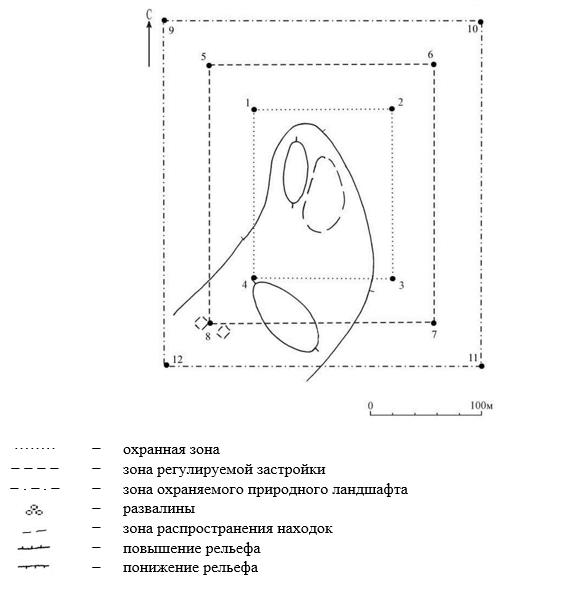 С
9
10
5
6
1
2
4
3
8
7
12
11
0
100м
– охранная зона
– зона регулируемой застройки
– зона охраняемого природного ландшафта
– развалины
– зона распространения находок
– повышение рельефа
– понижение рельефа